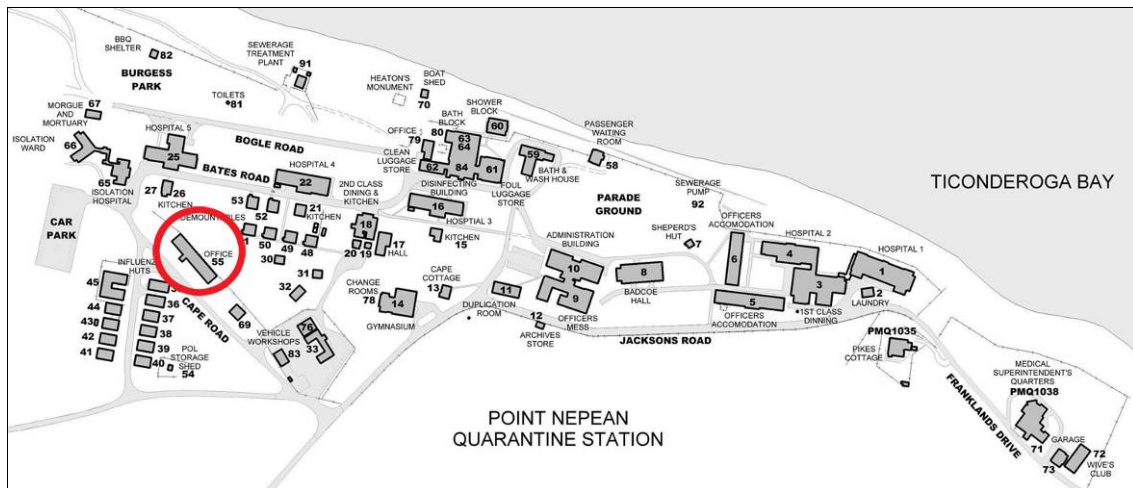 BBQ
SHELTER
82
BURGESS
PARK
SEWERAGE
TREATMENT
PLANT
91
TOILETS
81
HEATON'S
MONUMENT
BOAT
SHED
70
SHOWER
BLOCK
60
BATH
BLOCK
63
64
80
OFFICE
79
CLEAN
LUGGAGE
STORE
62
84
61
59
BATH &
WASH HOUSE
FOUL
LUGGAGE
STORE
PASSENGER
WAITING
ROOM
58
67
MORGUE
AND
MORTUARY
ISOLATION
WARD
66
65
ISOLATION
HOSPITAL
HOSPITAL 5
25
BOGLE ROAD
BATES ROAD
HOSPITAL 4
22
27
26
KITCHEN
53
52
21
KITCHEN
50
49
48
2ND CLASS
DINING &
KITCHEN
18
20
19
17
HALL
DISINFECTING
BUILDING
16
HOSPTIAL 3
KITCHEN
15
PARADE
GROUND
SEWERAGE
PUMP
92
SHEPERD'S
HUT
7
OFFICERS
ACCOMODATION
6
HOSPITAL 2
4
HOSPITAL 1
1
3
2
LAUNDRY
1ST CLASS
DINNING
5
OFFICERS
ACCOMODATION
TICONDEROGA BAY
CAR
PARK
OFFICE
55
30
31
32
45
44
43
42
41
36
37
38
39
40
POL
STORAGE
SHED
54
CAPE ROAD
69
VEHICLE
WORKSHOPS
76
33
83
CHANGE
ROOMS
78
14
GYMNASIUM
CAPE
COTTAGE
13
11
DUPLICATION
ROOM
ADMINISTRATION
BUILDING
10
9
OFFICERS
MESS
8
BADCOE
HALL
12
ARCHIVES
STORE
JACKSONS ROAD
PMQ1035
PIKES
COTTAGE
FRANKLANDS DRIVE
MEDICAL
SUPERINTENDENT'S
QUARTERS
PMQ1038
71
GARAGE
73
72
WIVE'S
CLUB
POINT NEPEAN
QUARANTINE STATION